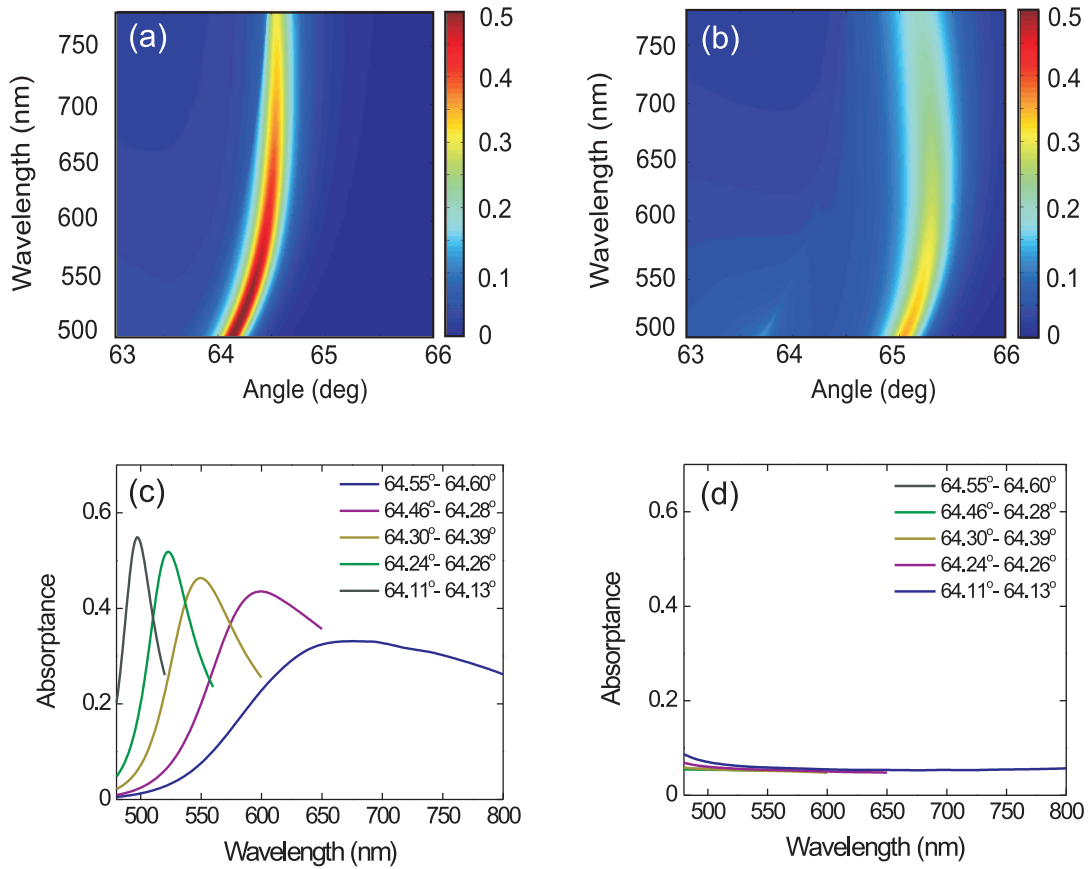 (a)
Wavelength (nm)
750
700
650
600
550
500
63 64 65 66
Angle (deg)
0.5
0.4
0.3
0.2
0.1
0
(b)
Wavelength (nm)
750
700
650
600
550
500
63 64 65 66
Angle (deg)
0.5
0.4
0.3
0.2
0.1
0
(c)
Absorptance
0.6
0.4
0.2
0
64.55°- 64.60°
64.46°- 64.28°
64.30°- 64.39°
64.24°- 64.26°
64.11°- 64.13°
500 550 600 650 700 750 800
Wavelength (nm)
(d)
Absorptance
0.6
0.4
0.2
0
64.55°- 64.60°
64.46°- 64.28°
64.30°- 64.39°
64.24°- 64.26°
64.11°- 64.13°
500 550 600 650 700 750 800
Wavelength (nm)